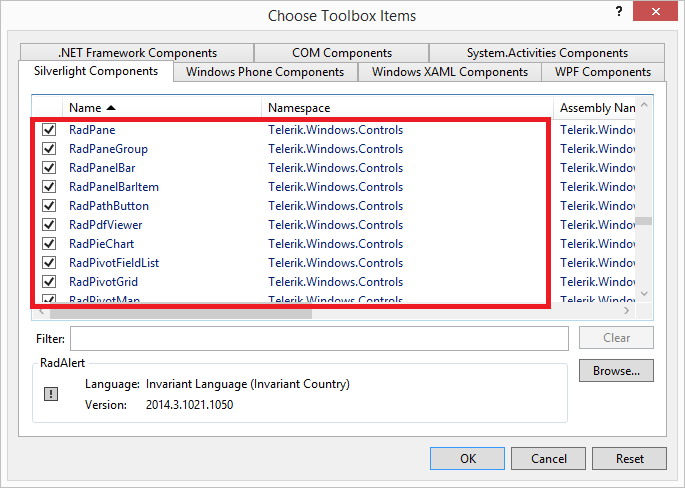 Choose Toolbox Items
?
.NET Framework Components COM Components System.Activities Components
Silverlight Components Windows Phone Components Windows XAML Components WPF Components
Name Namespace Assembly Nam
RadPane Telerik.Windows.Controls Telerik.Window
RadPaneGroup Telerik.Windows.Controls Telerik.Window
RadPanelBar Telerik.Windows.Controls Telerik.Window
RadPanelBarItem Telerik.Windows.Controls Telerik.Window
RadPathButton Telerik.Windows.Controls Telerik.Window
RadPdfViewer Telerik.Windows.Controls Telerik.Window
RadPieChart Telerik.Windows.Controls Telerik.Window
RadPivotFieldList Telerik.Windows.Controls Telerik.Window
RadPivotGrid Telerik.Windows.Controls Telerik.Window
RadPivotMap Telerik.Windows.Controls Telerik.Window
Filter: Clear
RadAlert
Browse...
Language: Invariant Language (Invariant Country)
Version: 2014.3.1021.1050
OK Cancel Reset